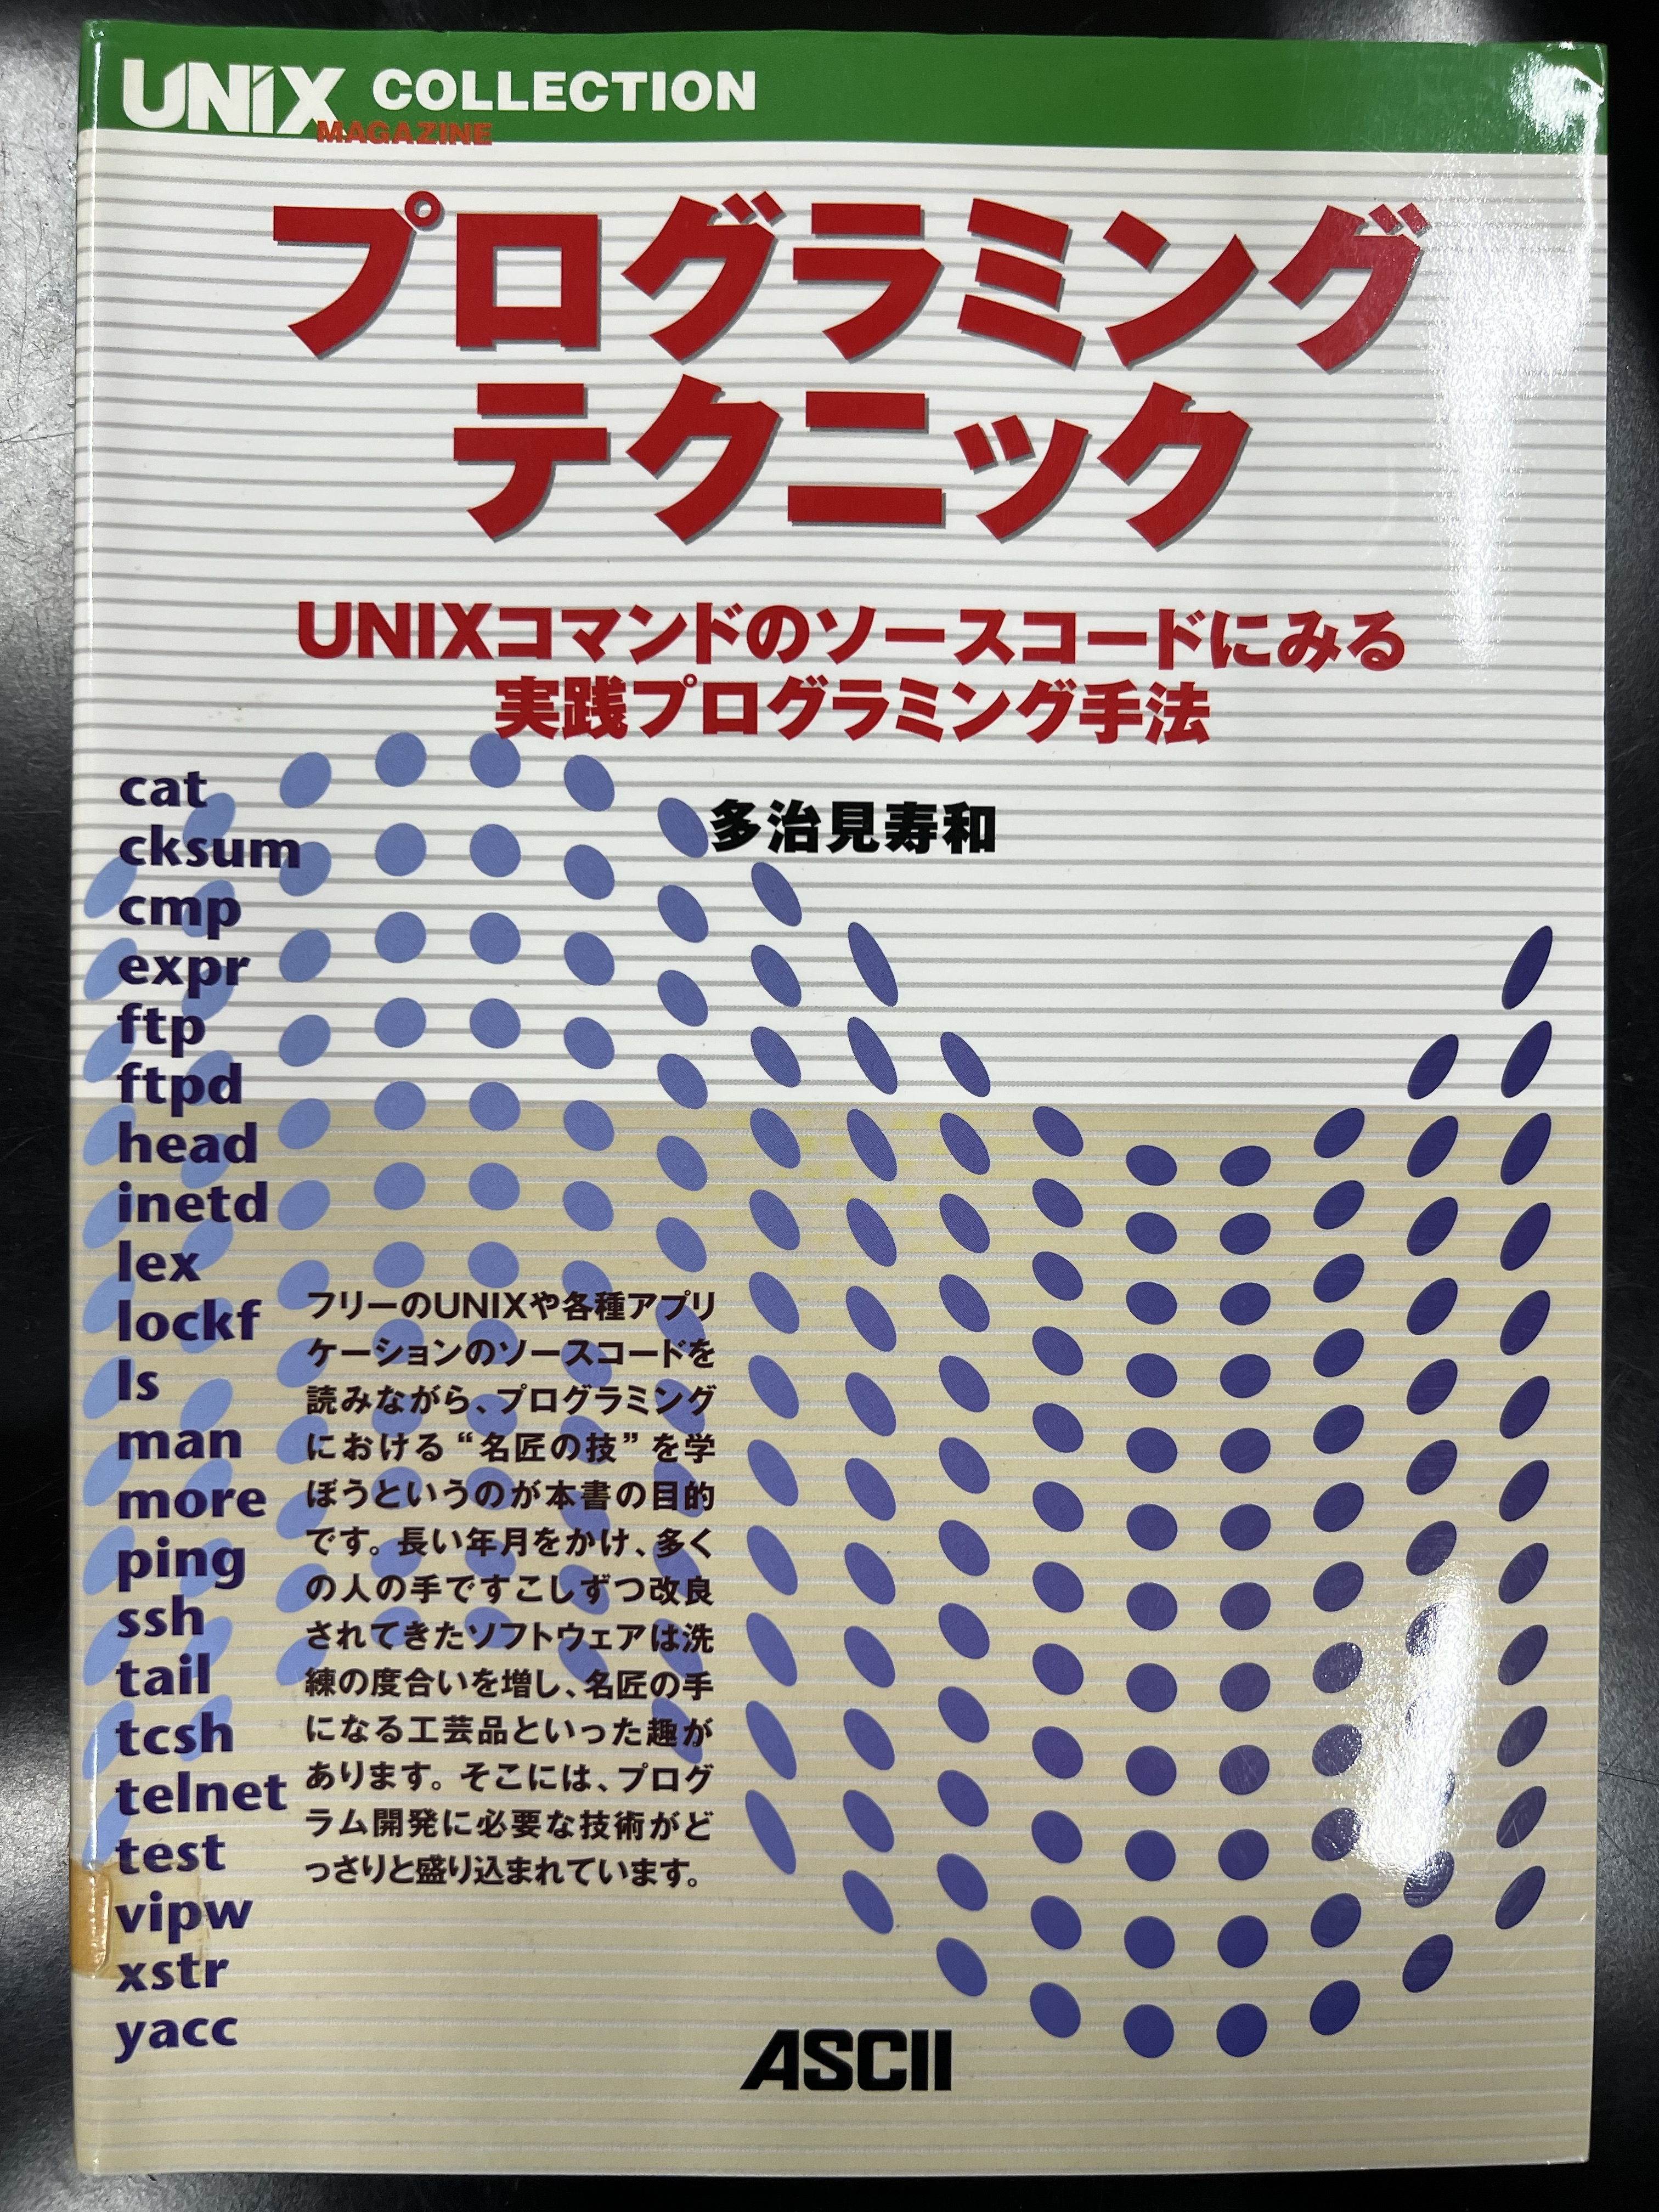 UNIX COLLECTION
MAGAZINE
プログラミング
テクニック
UNIXコマンドのソースコードにみる
実践プログラミング手法
多治見寿和
cat
cksum
cmp
expr
ftp
ftpd
head
inetd
lex
lockf
ls
man
more
ping
ssh
tail
tcsh
telnet
test
vipw
xstr
yacc
フリーのUNIXや各種アプリ
ケーションのソースコードを
読みながら、プログラミング
における“名匠の技”を学
ぼうというのが本書の目的
です。長い年月をかけ、多く
の人の手ですこしずつ改良
されてきたソフトウェアは洗
練の度合いを増し、名匠の手
になる工芸品といった趣が
あります。そこには、プログ
ラム開発に必要な技術がど
っさりと盛り込まれています。
ASCII